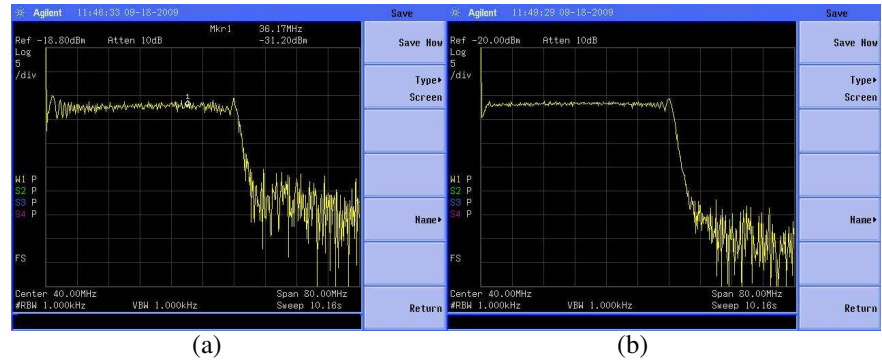 Agilent 11:46:33 09-18-2009 Save
Mkr1 36.17MHz
Ref -18.80dBm Atten 10dB -31.20dBm
Log
5
/div
1
W1 P
S2 P
S3 P
S4 P
FS
Center 40.00MHz Span 80.00MHz
#RBW 1.000kHz VBW 1.000kHz Sweep 10.16s
Save Now
Type▸
Screen
Name▸
Return
(a)
Agilent 11:49:29 09-18-2009 Save
Ref -20.00dBm Atten 10dB
Log
5
/div
W1 P
S2 P
S3 P
S4 P
FS
Center 40.00MHz Span 80.00MHz
#RBW 1.000kHz VBW 1.000kHz Sweep 10.16s
Save Now
Type▸
Screen
Name▸
Return
(b)